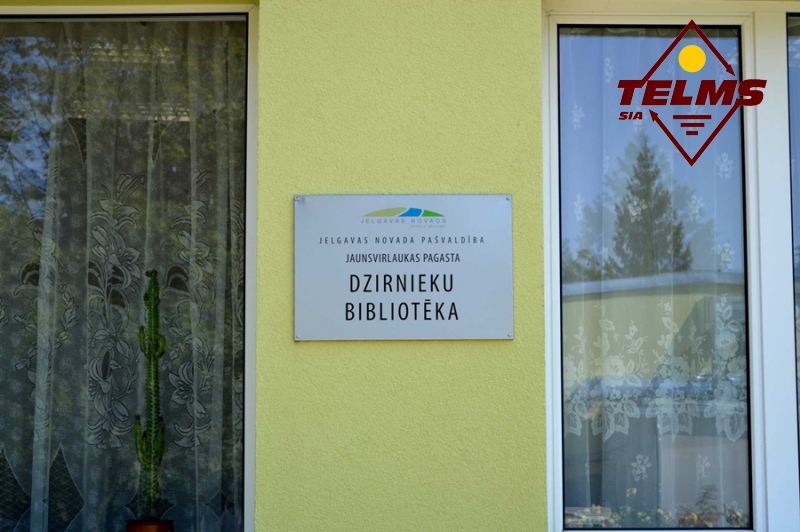 TELMS
SIA
JELGAVAS NOVADS
JELGAVAS NOVADA PAŠVALDĪBA
JAUNSVIRLAUKAS PAGASTA
DZIRNIEKU
BIBLIOTĒKA